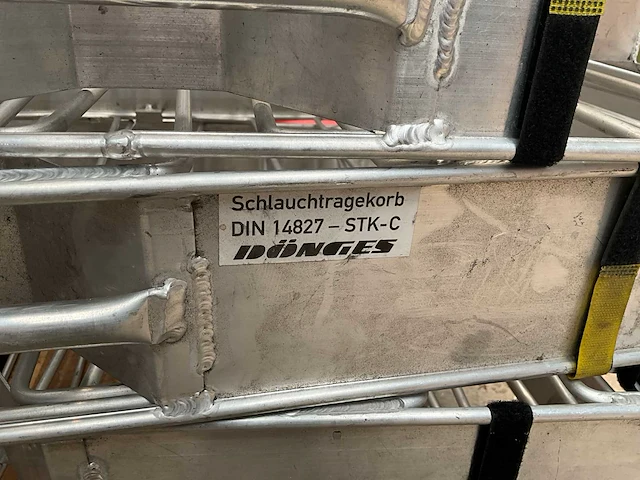 Schlauchtragekorb
DIN 14827 – STK-C
DÖNGES